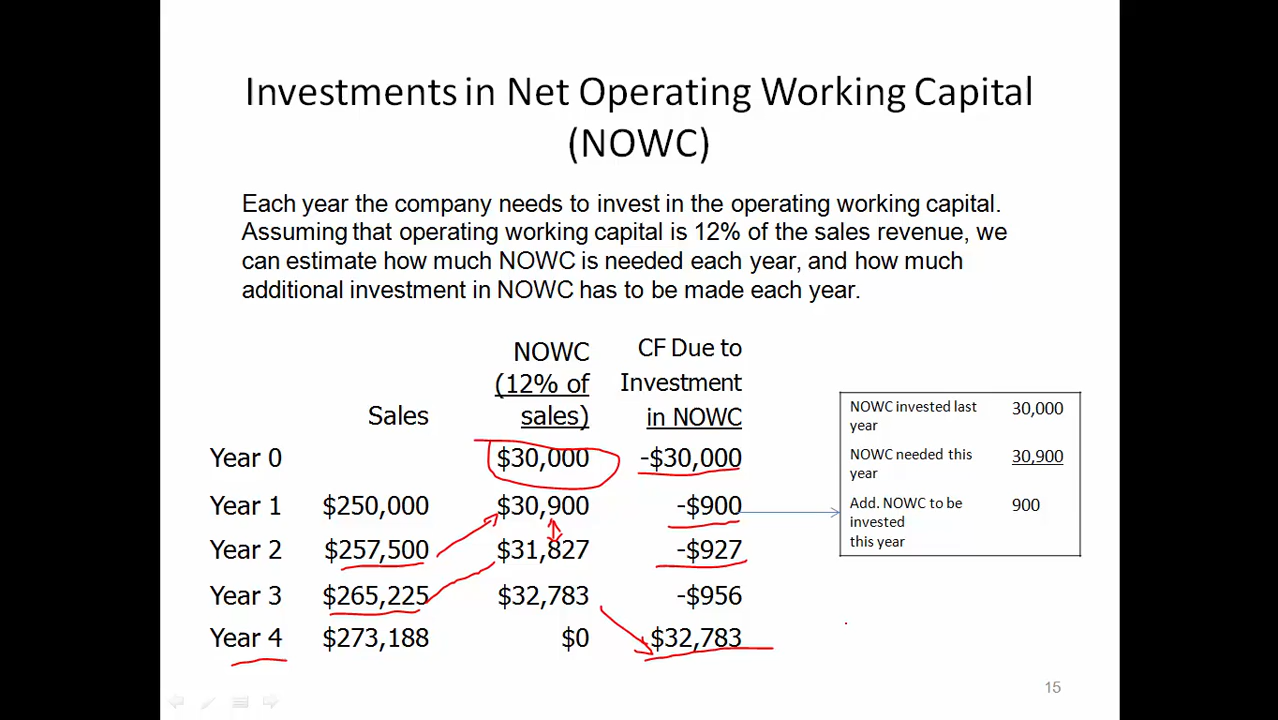 Investments in Net Operating Working Capital
(NOWC)
Each year the company needs to invest in the operating working capital.
Assuming that operating working capital is 12% of the sales revenue, we
can estimate how much NOWC is needed each year, and how much
additional investment in NOWC has to be made each year.
NOWC CF Due to
(12% of Investment
Sales sales) in NOWC
Year 0 $30,000 -$30,000
Year 1 $250,000 $30,900 -$900
Year 2 $257,500 $31,827 -$927
Year 3 $265,225 $32,783 -$956
Year 4 $273,188 $0 $32,783
NOWC invested last 30,000
year
NOWC needed this 30,900
year
Add. NOWC to be 900
invested
this year
15